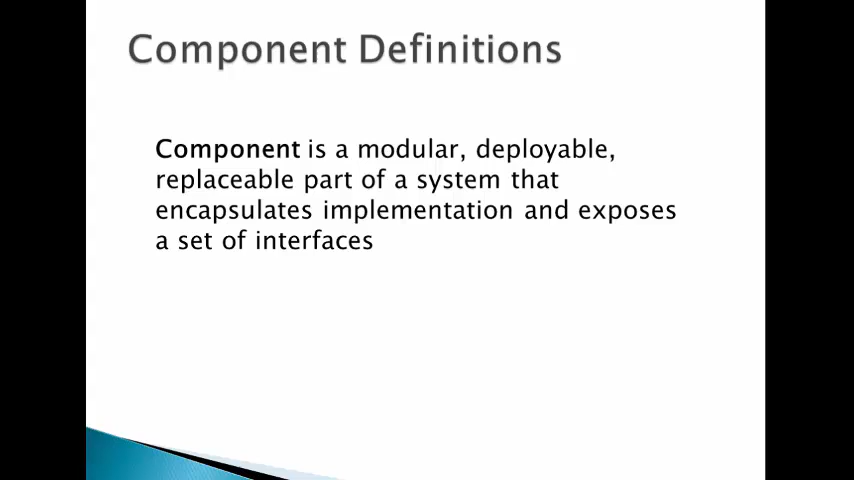 Component Definitions
Component is a modular, deployable,
replaceable part of a system that
encapsulates implementation and exposes
a set of interfaces